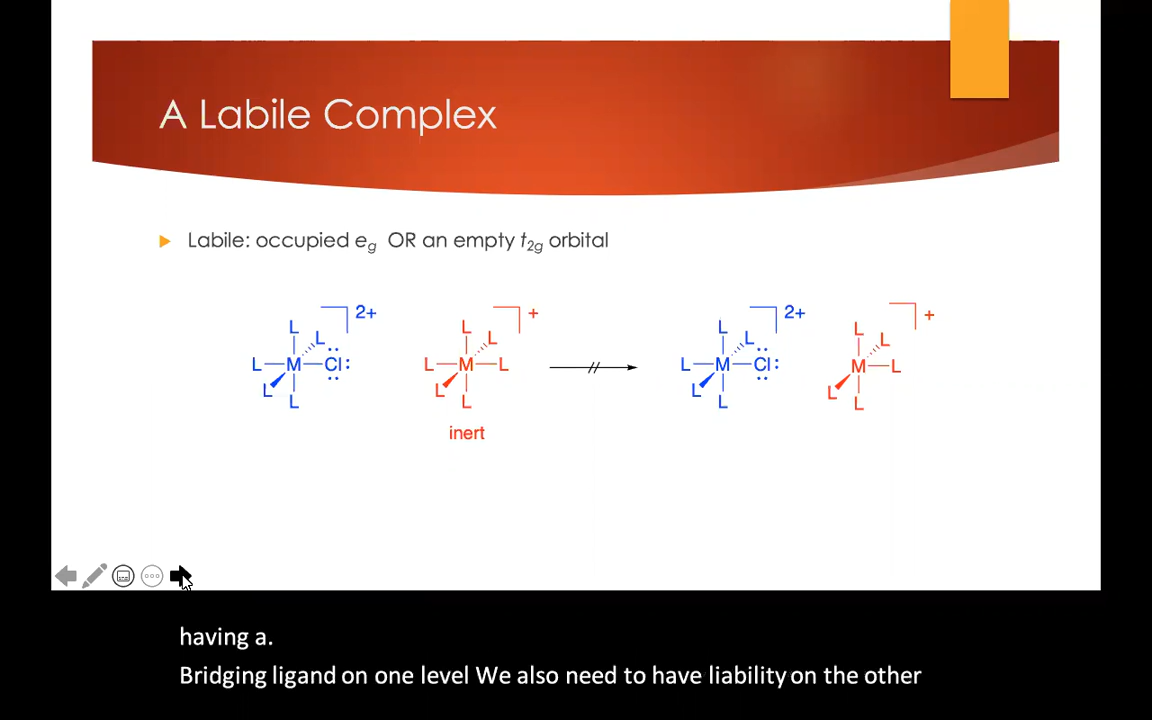 A Labile Complex
Labile: occupied eg OR an empty t2g orbital
2+
L
L
L—M—Cl:
L
L
+
L
L
L—M—L
L
L
inert
2+
L
L
L—M—Cl:
L
L
+
L
L
M—L
L
L
having a.
Bridging ligand on one level We also need to have liability on the other